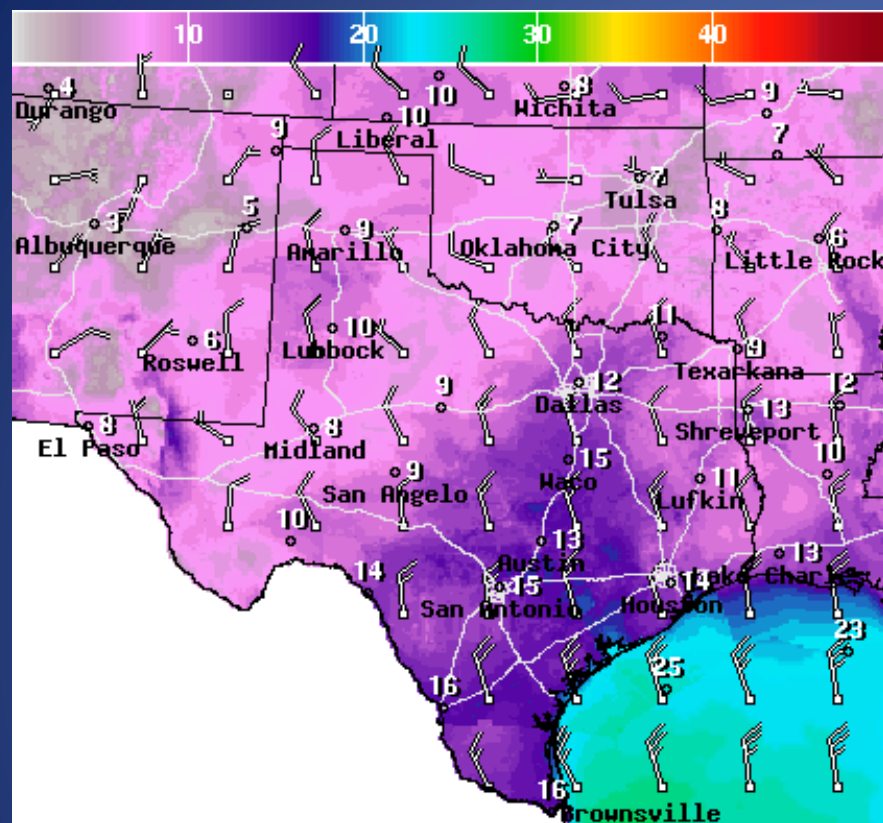 10 20 30 40
4 10 8 9
Durango Wichita
10
Liberal
9 7
7
Tulsa
3 5 9 7 8 6
Albuquerque Amarillo Oklahoma City Little Rock
6 10 11 9
Roswell Lubbock Texarkana
12
Dallas
9 13 12
8 8
El Paso Midland Shreveport
15
Waco
9 11 10
San Angelo Lufkin
10 13 13
Austin Lake Charles
14 15 14
San Antonio Houston
23
25
16
16
Brownsville